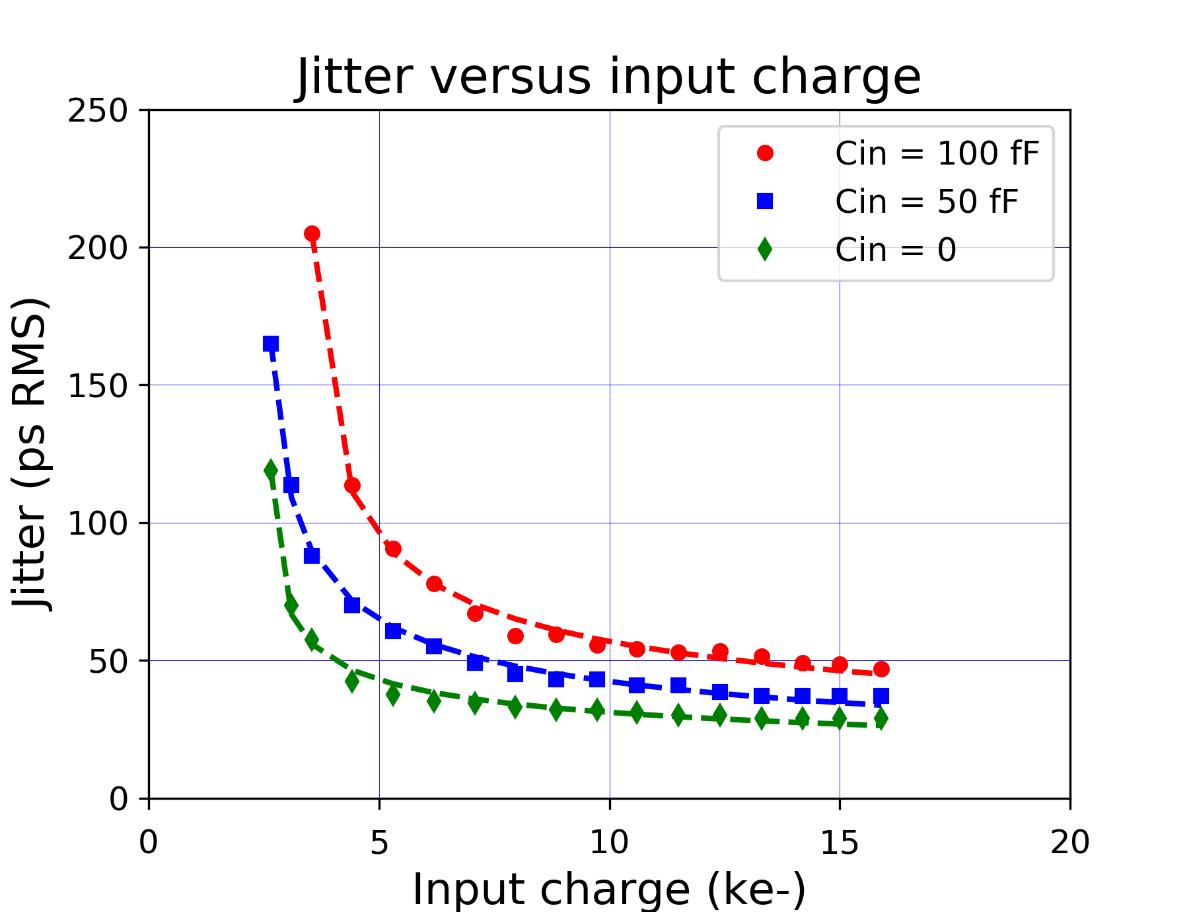 Jitter versus input charge
250
200
150
100
50
0
Jitter (ps RMS)
Cin = 100 fF
Cin = 50 fF
Cin = 0
0 5 10 15 20
Input charge (ke-)